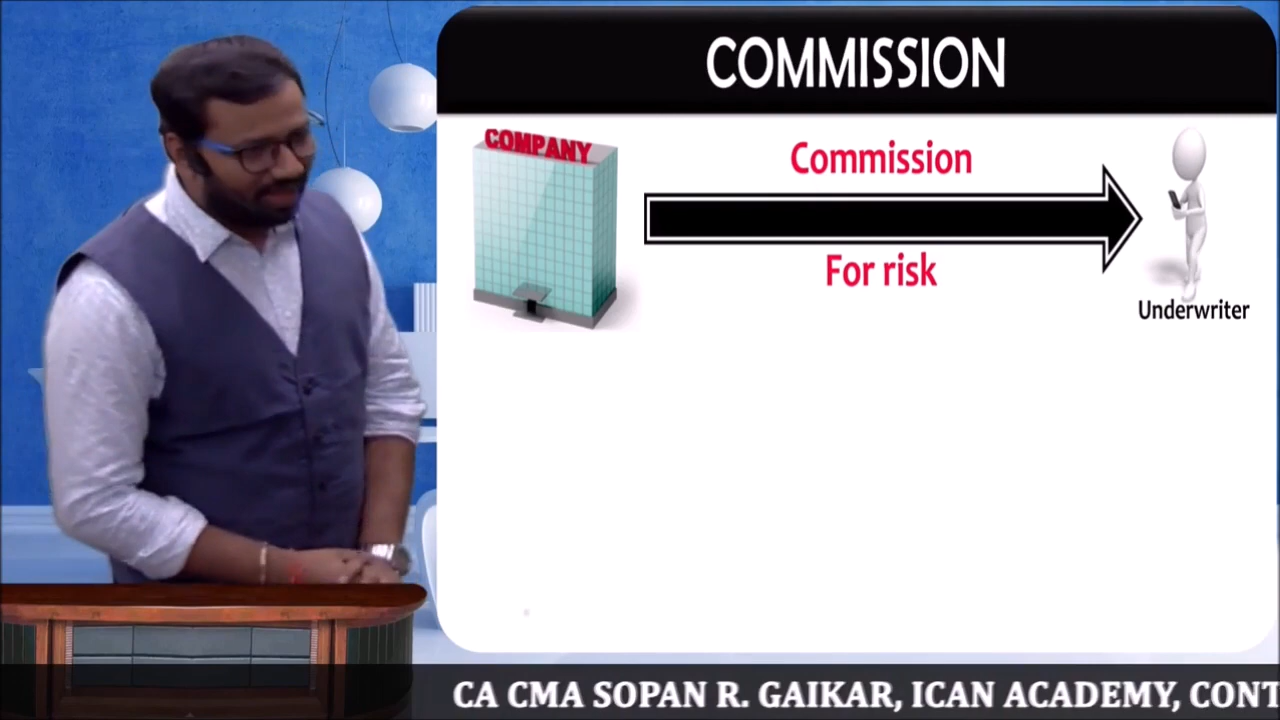 COMMISSION
COMPANY
Commission
For risk
Underwriter
CA CMA SOPAN R. GAIKAR, ICAN ACADEMY, CONT